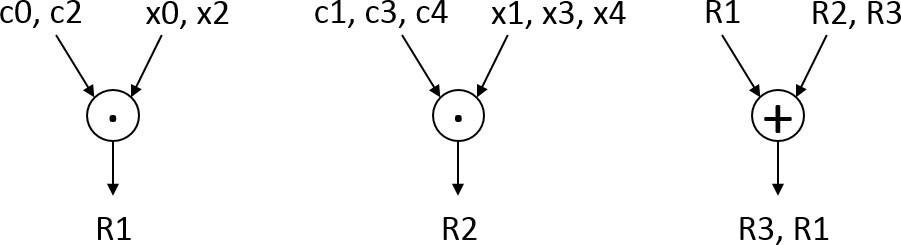 c0, c2 x0, x2 c1, c3, c4 x1, x3, x4 R1 R2, R3
· · +
R1 R2 R3, R1